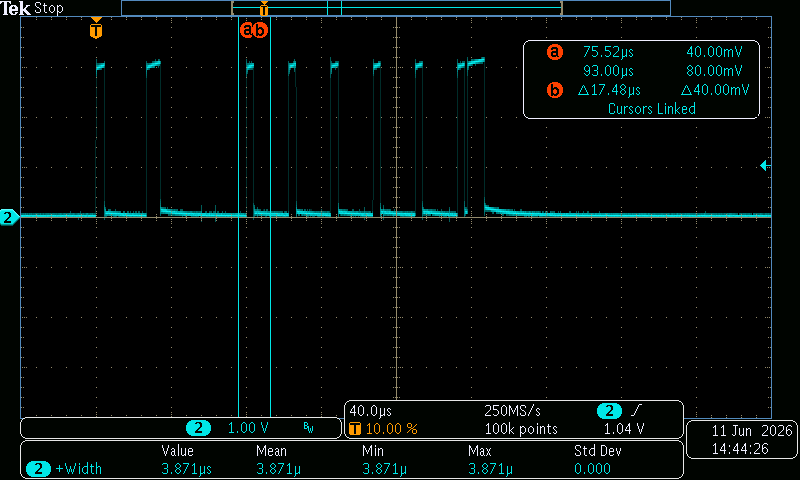 Tek Stop
T
T
a b
a 75.52µs 40.00mV
93.00µs 80.00mV
b Δ17.48µs Δ40.00mV
Cursors Linked
2
2 1.00 V BW
40.0µs 250MS/s 2
T 10.00 % 100k points 1.04 V
Value Mean Min Max Std Dev
2 +Width 3.871µs 3.871µ 3.871µ 3.871µ 0.000
11 Jun 2026
14:44:26